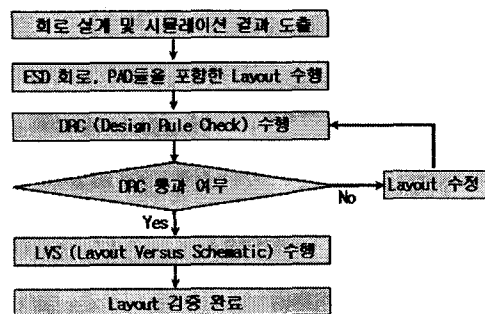 회로 설계 및 시뮬레이션 결과 도출
ESD 회로, PAD들을 포함한 Layout 수행
DRC (Design Rule Check) 수행
DRC 통과 여부
No
Layout 수정
Yes
LVS (Layout Versus Schematic) 수행
Layout 검증 완료